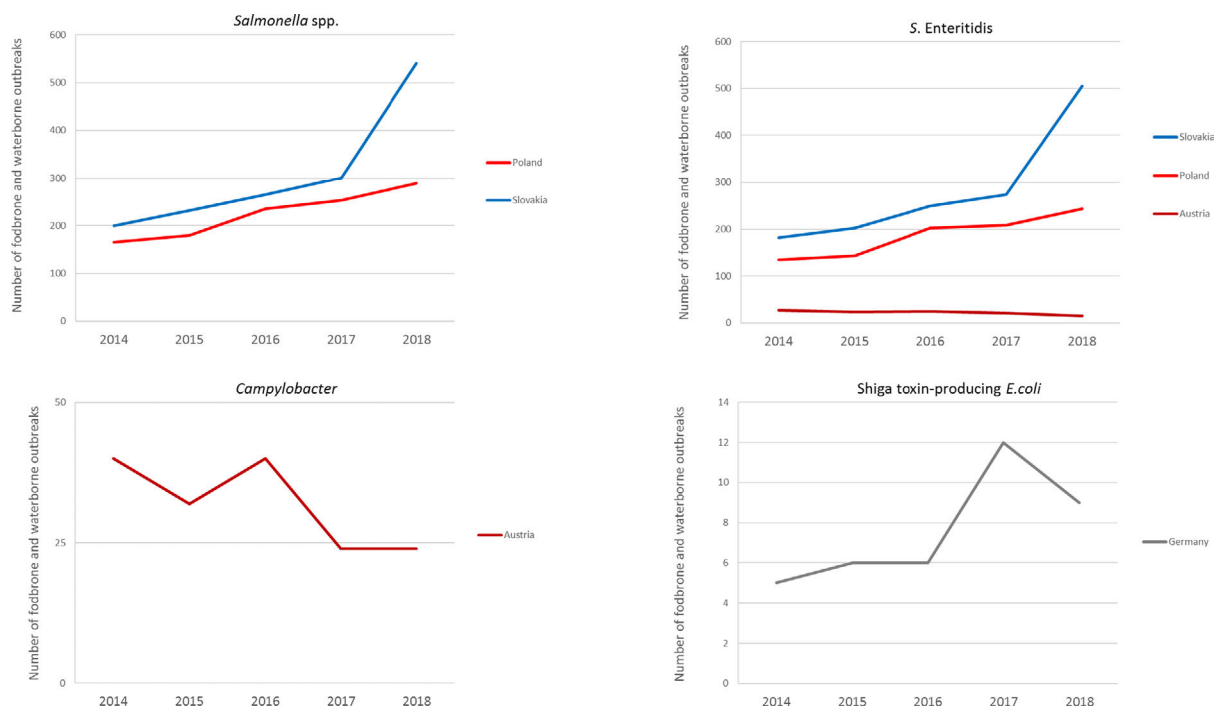 Salmonella spp.
Number of fodbrone and waterborne outbreaks
600
500
400
300
200
100
0
2014 2015 2016 2017 2018
Poland
Slovakia
S. Enteritidis
Number of fodbrone and waterborne outbreaks
600
500
400
300
200
100
0
2014 2015 2016 2017 2018
Slovakia
Poland
Austria
Campylobacter
Number of fodbrone and waterborne outbreaks
50
25
0
2014 2015 2016 2017 2018
Austria
Shiga toxin-producing E.coli
Number of fodbrone and waterborne outbreaks
14
12
10
8
6
4
2
0
2014 2015 2016 2017 2018
Germany